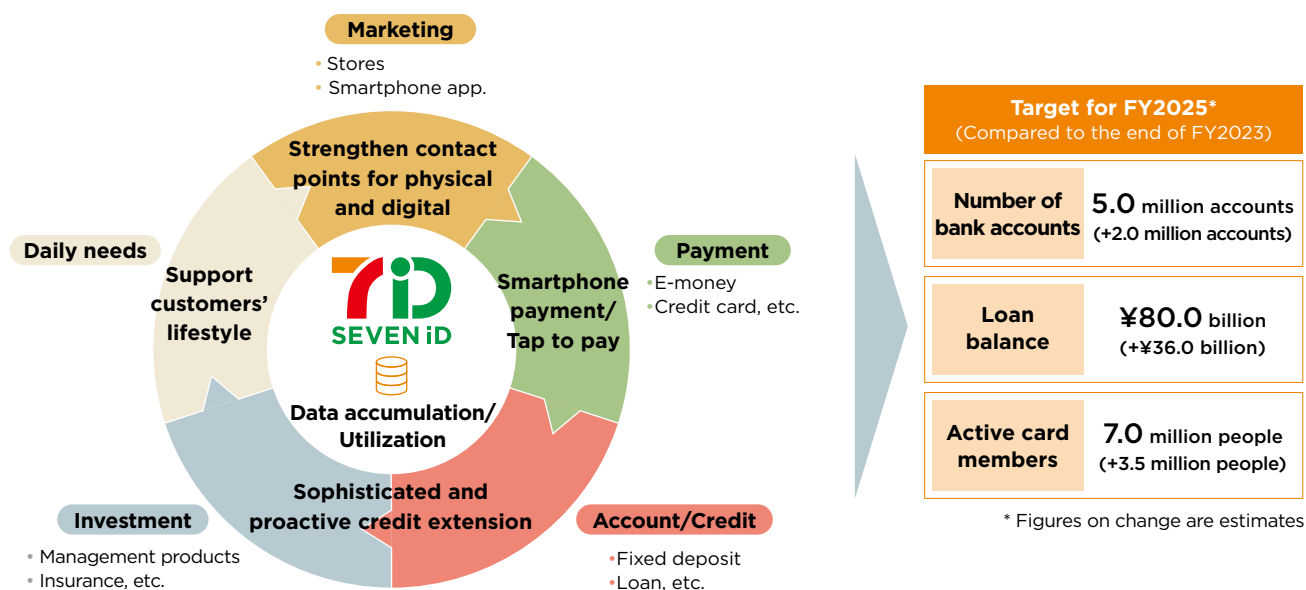 Marketing
• Stores
• Smartphone app.
Strengthen contact
points for physical
and digital
Daily needs
Support
customers’
lifestyle
7iD
SEVEN iD
Data accumulation/
Utilization
Payment
•E-money
•Credit card, etc.
Smartphone
payment/
Tap to pay
Sophisticated and
proactive credit extension
Investment
• Management products
• Insurance, etc.
Account/Credit
•Fixed deposit
•Loan, etc.
Target for FY2025*
(Compared to the end of FY2023)
Number of
bank accounts
5.0 million accounts
(+2.0 million accounts)
Loan
balance
¥80.0 billion
(+¥36.0 billion)
Active card
members
7.0 million people
(+3.5 million people)
* Figures on change are estimates